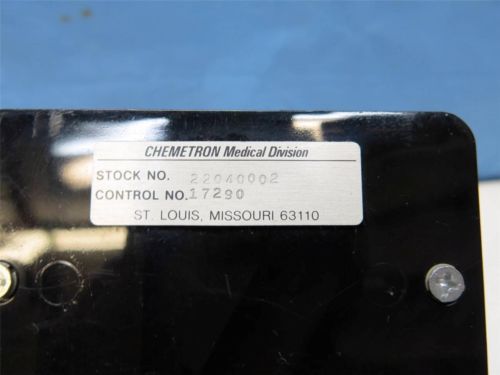 CHEMETRON Medical Division
STOCK NO. 22040002
CONTROL NO. 17290
ST. LOUIS, MISSOURI 63110